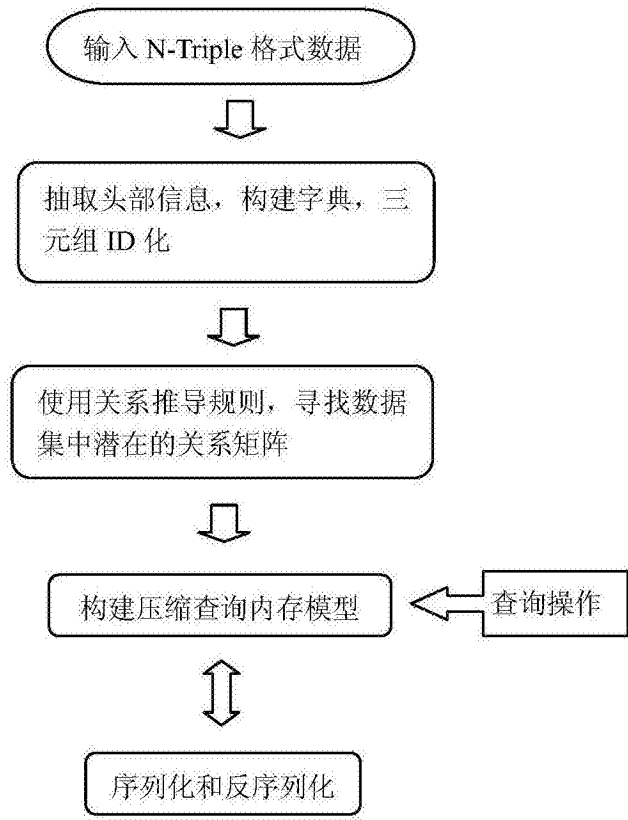 输入 N-Triple 格式数据
抽取头部信息，构建字典，三
元组 ID 化
使用关系推导规则，寻找数据
集中潜在的关系矩阵
构建压缩查询内存模型
查询操作
序列化和反序列化